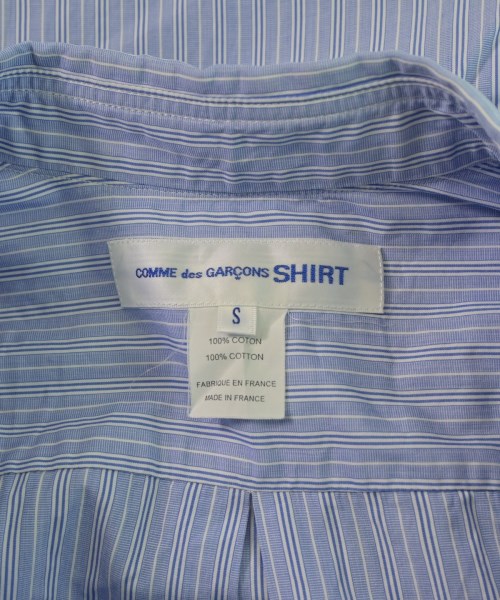 COMME des GARÇONS SHIRT
S
100% COTON
100% COTTON
FABRIQUE EN FRANCE
MADE IN FRANCE